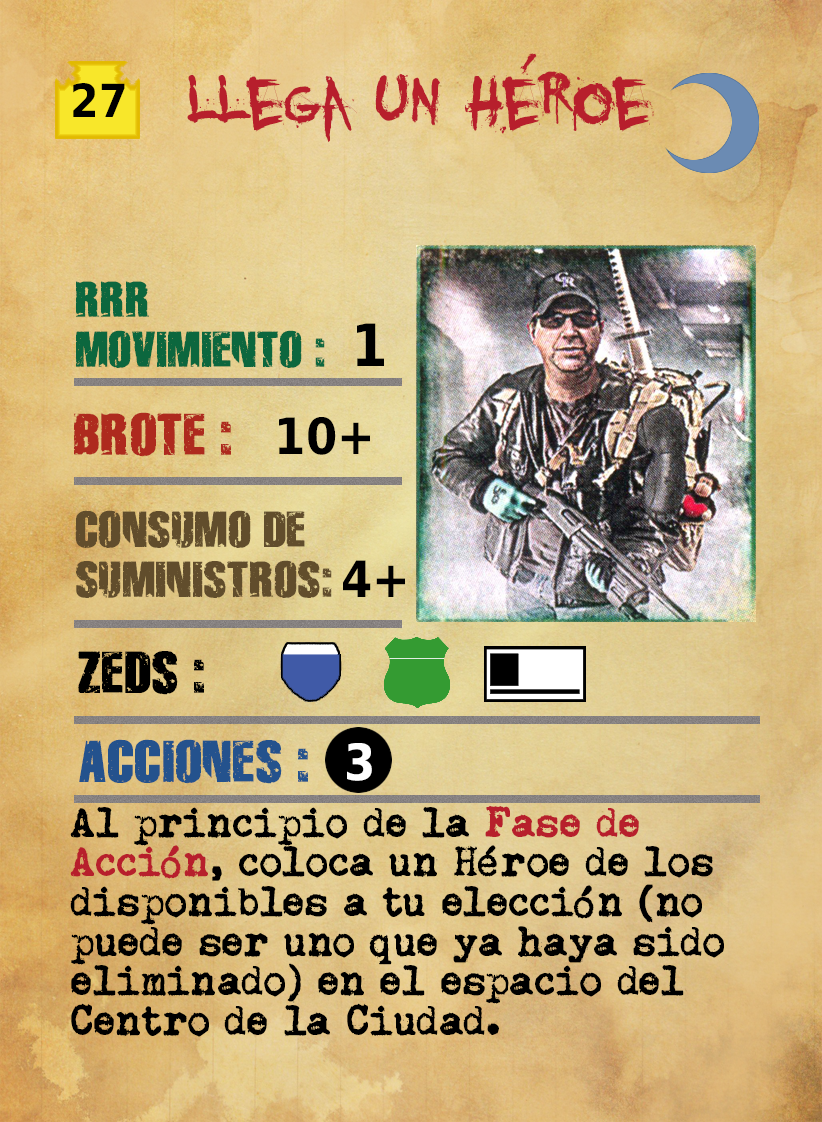 27
LLEGA UN HÉROE
RRR
MOVIMIENTO : 1
BROTE : 10+
CONSUMO DE
SUMINISTROS: 4+
ZEDS :
ACCIONES : 3
Al principio de la Fase de
Acción, coloca un Héroe de los
disponibles a tu elección (no
puede ser uno que ya haya sido
eliminado) en el espacio del
Centro de la Ciudad.